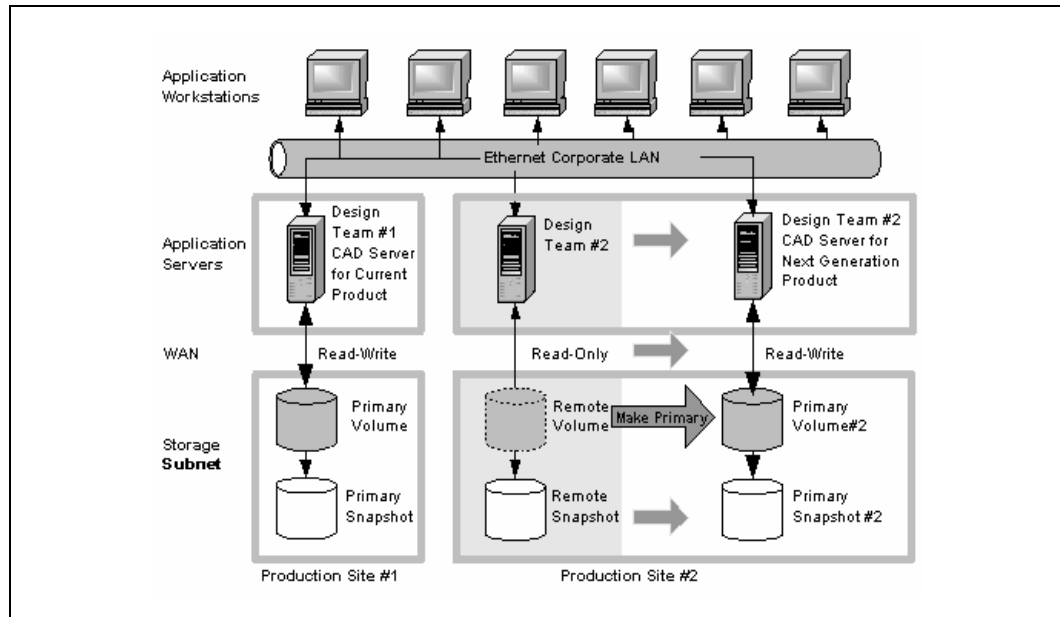 Application
Workstations
Ethernet Corporate LAN
Application
Servers
Design
Team #1
CAD Server
for Current
Product
Design
Team #2
Design Team #2
CAD Server for
Next Generation
Product
WAN
Read-Write
Read-Only
Read-Write
Storage
Subnet
Primary
Volume
Remote
Volume
Make Primary
Primary
Volume#2
Primary
Snapshot
Remote
Snapshot
Primary
Snapshot #2
Production Site #1
Production Site #2